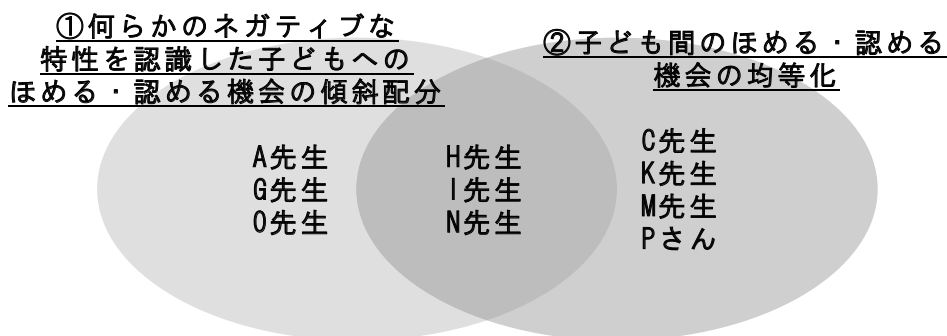 ①何らかのネガティブな
特性を認識した子どもへの
ほめる・認める機会の傾斜配分
②子ども間のほめる・認める
機会の均等化
A先生
G先生
O先生
H先生
I先生
N先生
C先生
K先生
M先生
Pさん